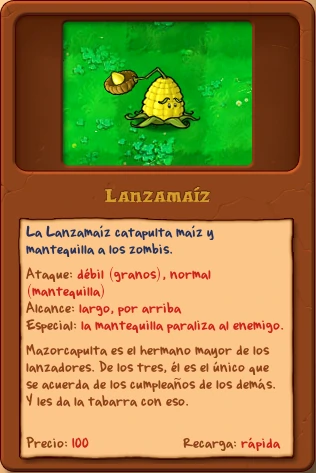 Lanzamaíz
La Lanzamaíz catapulta maíz y
mantequilla a los zombis.
Ataque: débil (granos), normal
(mantequilla)
Alcance: largo, por arriba
Especial: la mantequilla paraliza al enemigo.
Mazorcapulta es el hermano mayor de los
lanzadores. De los tres, él es el único que
se acuerda de los cumpleaños de los demás.
Y les da la tabarra con eso.
Precio: 100 Recarga: rápida